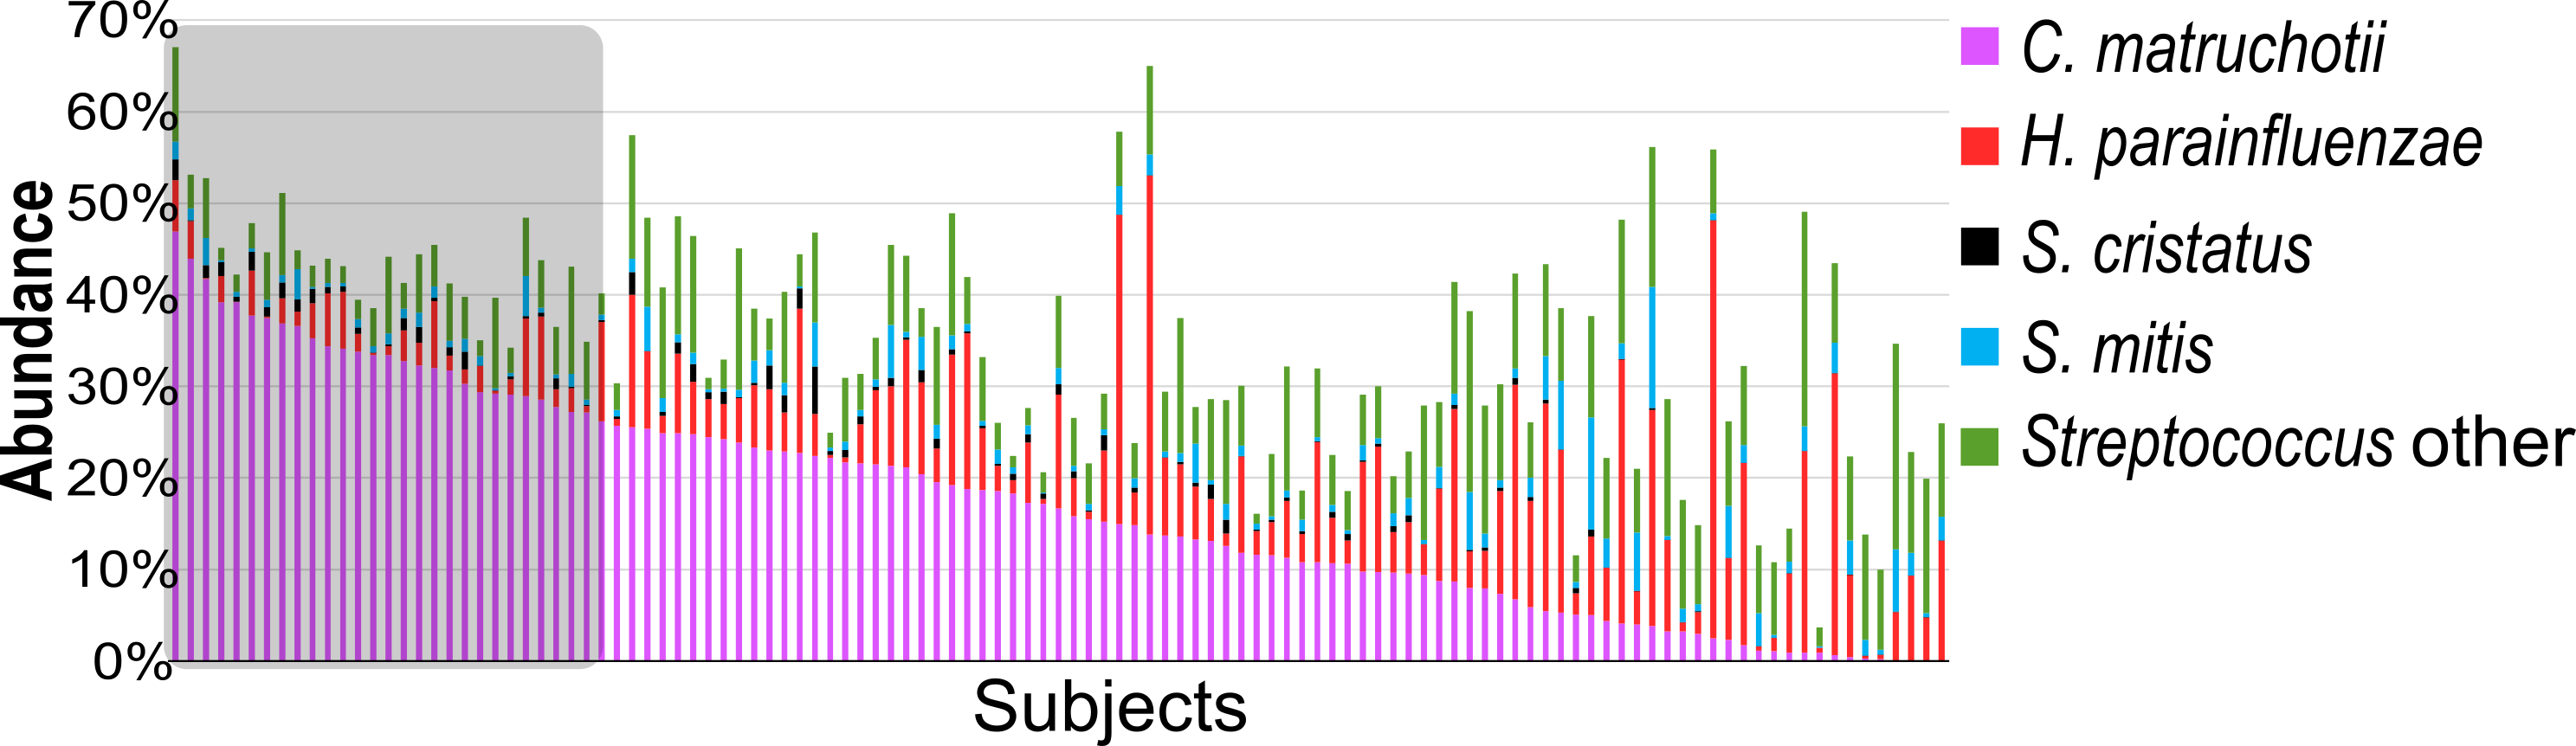 70%
60%
50%
40%
30%
20%
10%
0%
Abundance
Subjects
C. matruchotii
H. parainfluenzae
S. cristatus
S. mitis
Streptococcus other